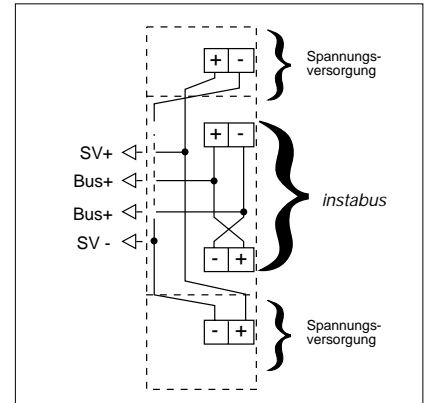 + -
Spannungs-
versorgung
+ -
SV+
Bus+
Bus+
SV -
instabus
- +
- +
Spannungs-
versorgung